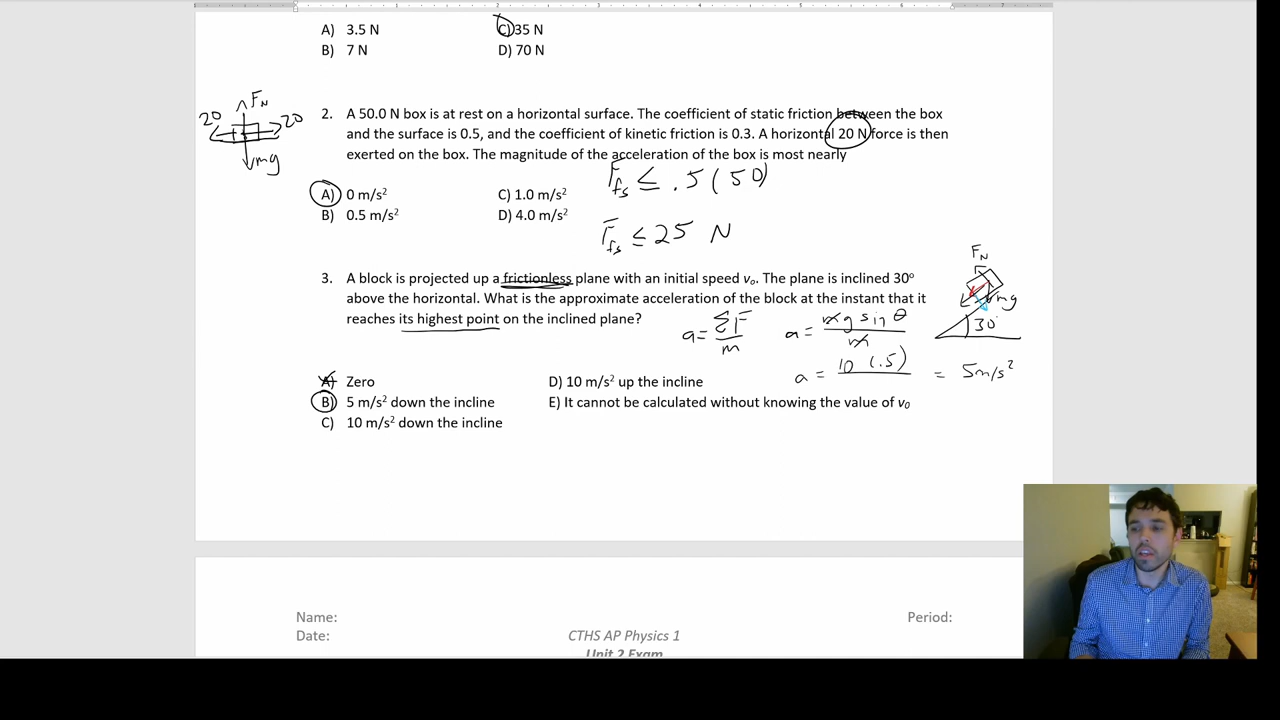 A) 3.5 N C) 35 N
B) 7 N D) 70 N
F_N
20 20
mg
2. A 50.0 N box is at rest on a horizontal surface. The coefficient of static friction between the box
and the surface is 0.5, and the coefficient of kinetic friction is 0.3. A horizontal 20 N force is then
exerted on the box. The magnitude of the acceleration of the box is most nearly
F_fs ≤ .5 (50)
A) 0 m/s² C) 1.0 m/s²
B) 0.5 m/s² D) 4.0 m/s²
F_fs ≤ 25 N
3. A block is projected up a frictionless plane with an initial speed v₀. The plane is inclined 30°
above the horizontal. What is the approximate acceleration of the block at the instant that it
reaches its highest point on the inclined plane?
F_N
mg
30°
a = ΣF/m a = mg sin θ/m
a = 10 (.5) = 5 m/s²
A) Zero D) 10 m/s² up the incline
B) 5 m/s² down the incline E) It cannot be calculated without knowing the value of v₀
C) 10 m/s² down the incline
Name: Period:
Date: CTHS AP Physics 1
Unit 2 Exam